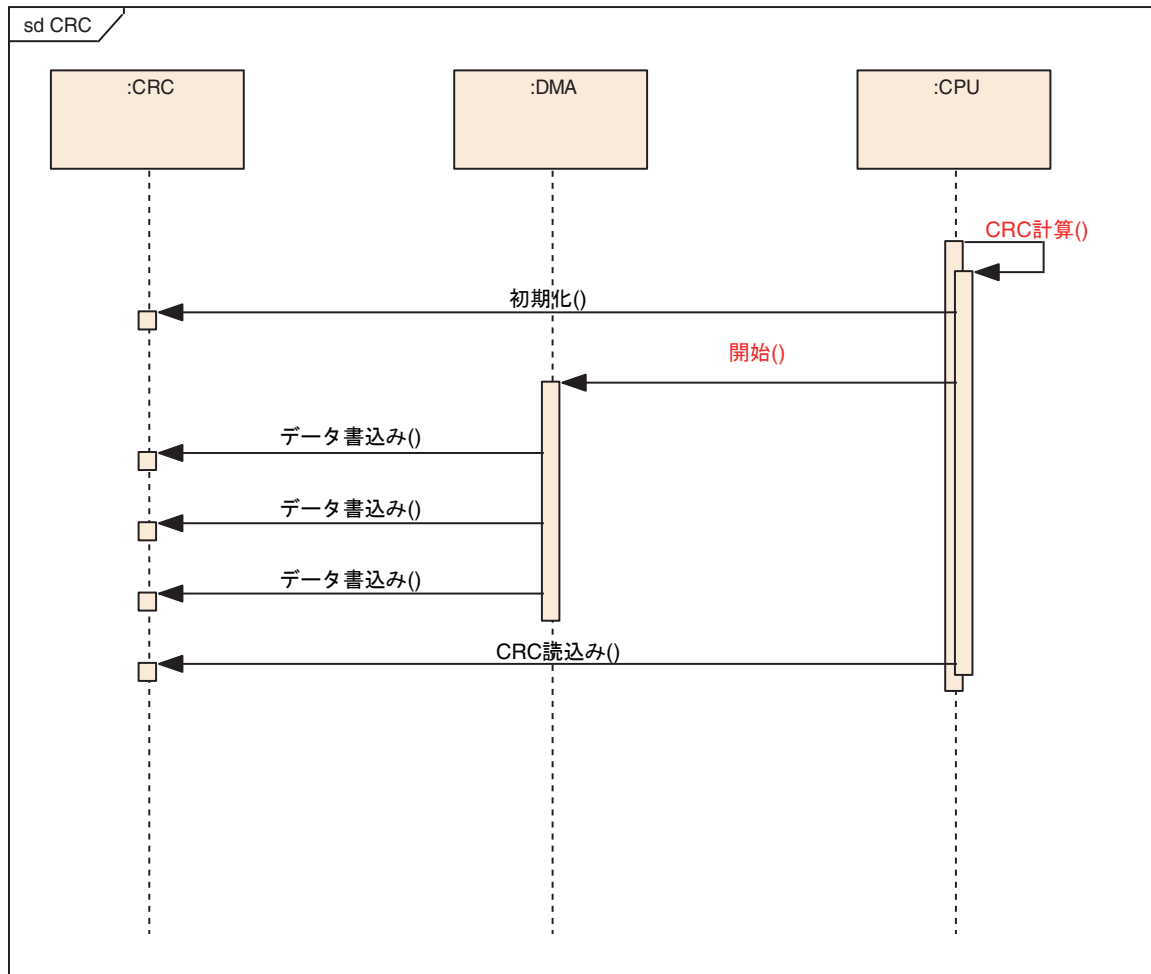 sd CRC
:CRC
:DMA
:CPU
CRC計算()
初期化()
開始()
データ書込み()
データ書込み()
データ書込み()
CRC読込み()